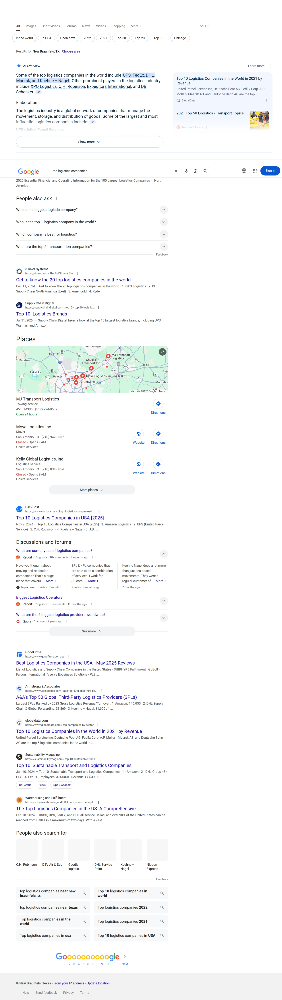 All Images Short videos Forums News Videos Shopping More Tools
In the world In USA Open now 2022 2021 Top 50 Top 20 Top 100 Chicago
Results for New Braunfels, TX · Choose area
AI Overview
Learn more
Some of the top logistics companies in the world include UPS, FedEx, DHL,
Maersk, and Kuehne + Nagel. Other prominent players in the logistics industry
include XPO Logistics, C.H. Robinson, Expeditors International, and DB
Schenker.
Elaboration:
The logistics industry is a global network of companies that manage the
movement, storage, and distribution of goods. Some of the largest and most
influential logistics companies include:
UPS (United Parcel Service):
Show more
Top 10 Logistics Companies in the World in 2021 by
Revenue
United Parcel Service Inc, Deutsche Post AG, FedEx Corp, A.P.
Moller - Maersk AS, and Deutsche Bahn AG are the top 5...
GlobalData
2021 Top 50 Logistics - Transport Topics
Transport Topics
Google top logistics companies Sign in
2025 Essential Financial and Operating Information for the 100 Largest Logistics Companies in North
America
People also ask
Who is the biggest logistic company?
Who is the top 1 logistics company in the world?
Which company is best for logistics?
What are the top 5 transportation companies?
Feedback
6 River Systems
https://6river.com › The Fulfillment Blog
Get to know the 20 top logistics companies in the world
Dec 11, 2024 — Get to know the 20 top logistics companies in the world · 1. GXO Logistics · 2. DHL
Supply Chain North America (Exel) · 3. Americold · 4. Ryder ...
Supply Chain Digital
https://supplychaindigital.com › top10 › top-10-logistic...
Top 10: Logistics Brands
Jul 31, 2024 — Supply Chain Digital takes a look at the top 10 largest logistics brands, including UPS,
Walmart and Amazon
Places
Boerne
Bandera
MJ Transport
Logistics
Chuck's
Transport Inc.
Luling
Lakehills
Helotes
Move Logistics Inc.
Seguin
Converse
Gonzales
Cost
Map data ©2025 Google Terms
MJ Transport Logistics
Towing service
451 FM306 · (512) 994-9589
Open 24 hours
Directions
Move Logistics Inc.
Mover
San Antonio, TX · (210) 942-0357
Closed · Opens 7 AM
Onsite services
Website Directions
Kelly Global Logistics, inc
Logistics service
San Antonio, TX · (210) 834-3854
Closed · Opens 8 AM
Onsite services
Website Directions
More places
ClickPost
https://www.clickpost.ai › blog › logistics-companies-in...
Top 10 Logistics Companies in USA [2025]
Nov 2, 2024 — Top 10 Logistics Companies in USA [2025] · 1. Amazon Logistics · 2. UPS (United Parcel
Service) · 3. C.H. Robinson · 4. Kuehne + Nagel · 5. J.B. ...
Discussions and forums
What are some types of logistics companies?
Reddit · r/logistics · 10+ comments · 7 months ago
Have you thought about
moving and relocation
companies? That's a huge
niche that covers ... More
Top answer · 5 votes · 7 month...
3PL & 4PL companies that
are able to do a combination
of services. I work for
JD.com, ... More
2 votes · 7 months ago
Kuehne Nagel does a lot more
than just sea-based
movements. They were a
regular customer of ... More
7 months ago
Biggest Logistics Operators
Reddit · r/logistics · 5 comments · 11 months ago
What are the 5 biggest logistics providers worldwide?
Quora · 1 answer · 2 years ago
See more
GoodFirms
https://www.goodfirms.co › usa
Best Logistics Companies in the USA - May 2025 Reviews
List of Logistics and Supply Chain Companies in the United States · SHIPHYPE Fulfillment · GoBolt ·
Falcon International · Vserve Ebusiness Solutions · PLS ...
Armstrong & Associates
https://www.3plogistics.com › aas-top-50-global-third-pa...
A&A's Top 50 Global Third-Party Logistics Providers (3PLs)
Largest 3PLs Ranked by 2023 Gross Logistics Revenue/Turnover ; 1, Amazon, 140,053 ; 2, DHL Supply
Chain & Global Forwarding, 33,869 ; 3, Kuehne + Nagel, 31,659 ; 4 ...
globaldata.com
https://www.globaldata.com › top-companies-by-sector
Top 10 Logistics Companies in the World in 2021 by Revenue
United Parcel Service Inc, Deutsche Post AG, FedEx Corp, A.P. Moller - Maersk AS, and Deutsche Bahn
AG are the top 5 logistics companies in the world in ...
Sustainability Magazine
https://sustainabilitymag.com › top-10-sustainable-trans...
Top 10: Sustainable Transport and Logistics Companies
Jan 10, 2024 — Top 10: Sustainable Transport and Logistics Companies · 1 · Amazon · 2 · DHL Group · 3 ·
UPS · 4. FedEx. Employees: 374,000+. Revenue: US$39.30 ...
Dhl Group Fedex Dpd / Geopost
Warehousing and Fulfillment
https://www.warehousingandfulfillment.com › the-top-l...
The Top Logistics Companies in the US: A Comprehensive ...
Feb 10, 2024 — USPS, UPS, FedEx, and DHL all service Dallas, and over 90% of the United States can be
reached from Dallas in a maximum of two days. With a vast ...
People also search for
C.H. Robinson
DSV Air & Sea
Geodis
logistic.
DHL Service
Point
Kuehne +
Nagel
Nippon
Express
Feedback
top logistics companies near new
braunfels, tx
Top 10 logistics companies in
world
top logistics companies near texas
Top logistics companies 2022
Top logistics companies in the
world
Top logistics companies 2021
Top logistics companies in usa
Top 10 logistics companies in USA
Goooooooooogle
1 2 3 4 5 6 7 8 9 10 Next
New Braunfels, Texas - From your IP address - Update location
Help Send feedback Privacy Terms